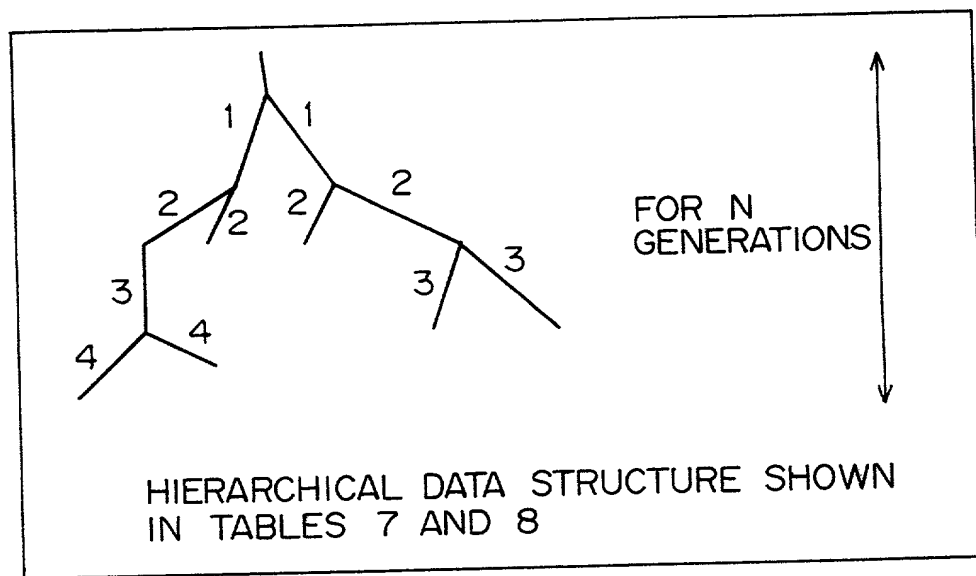 1 1
2 2 2 2
FOR N
GENERATIONS
3 3 3
4 4
HIERARCHICAL DATA STRUCTURE SHOWN
IN TABLES 7 AND 8